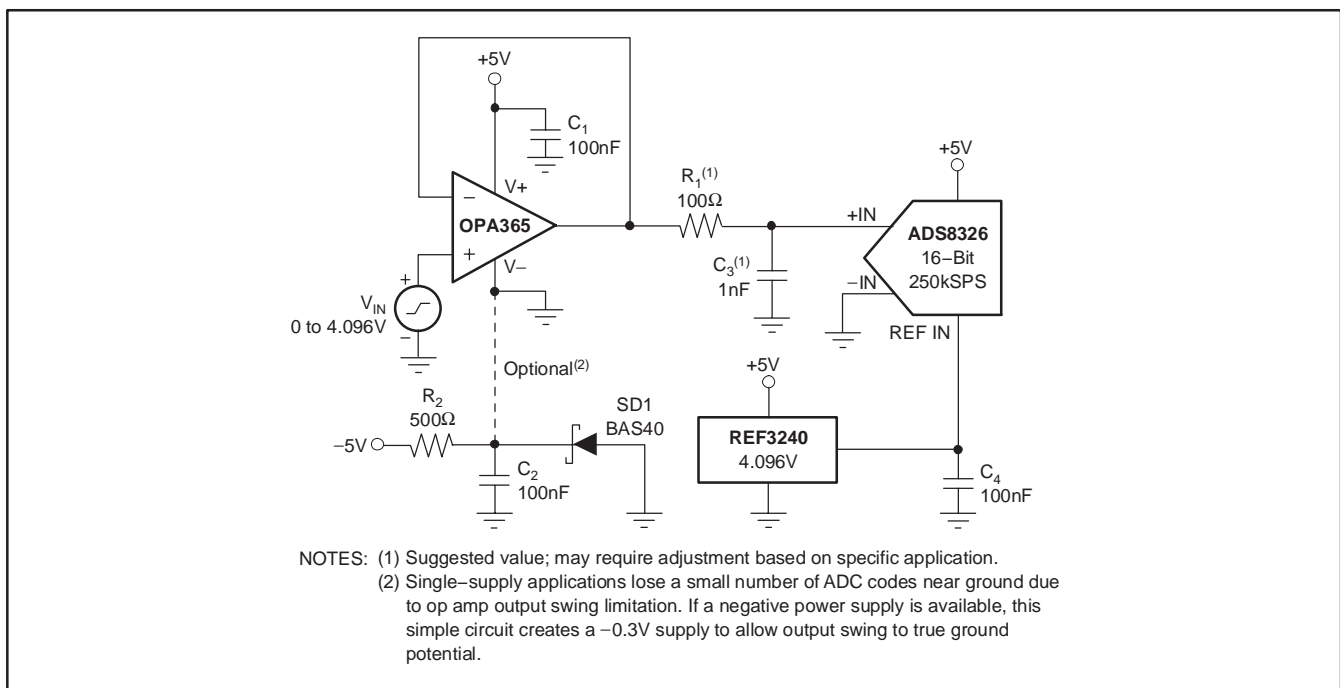 +5V
C1
100nF
V+
−
OPA365
+
V−
+
VIN
0 to 4.096V
−
R1(1)
100Ω
C3(1)
1nF
+5V
+IN
ADS8326
16−Bit
250kSPS
−IN
REF IN
Optional(2)
R2
500Ω
−5V
C2
100nF
SD1
BAS40
+5V
REF3240
4.096V
C4
100nF
NOTES: (1) Suggested value; may require adjustment based on specific application.
(2) Single−supply applications lose a small number of ADC codes near ground due
to op amp output swing limitation. If a negative power supply is available, this
simple circuit creates a −0.3V supply to allow output swing to true ground
potential.